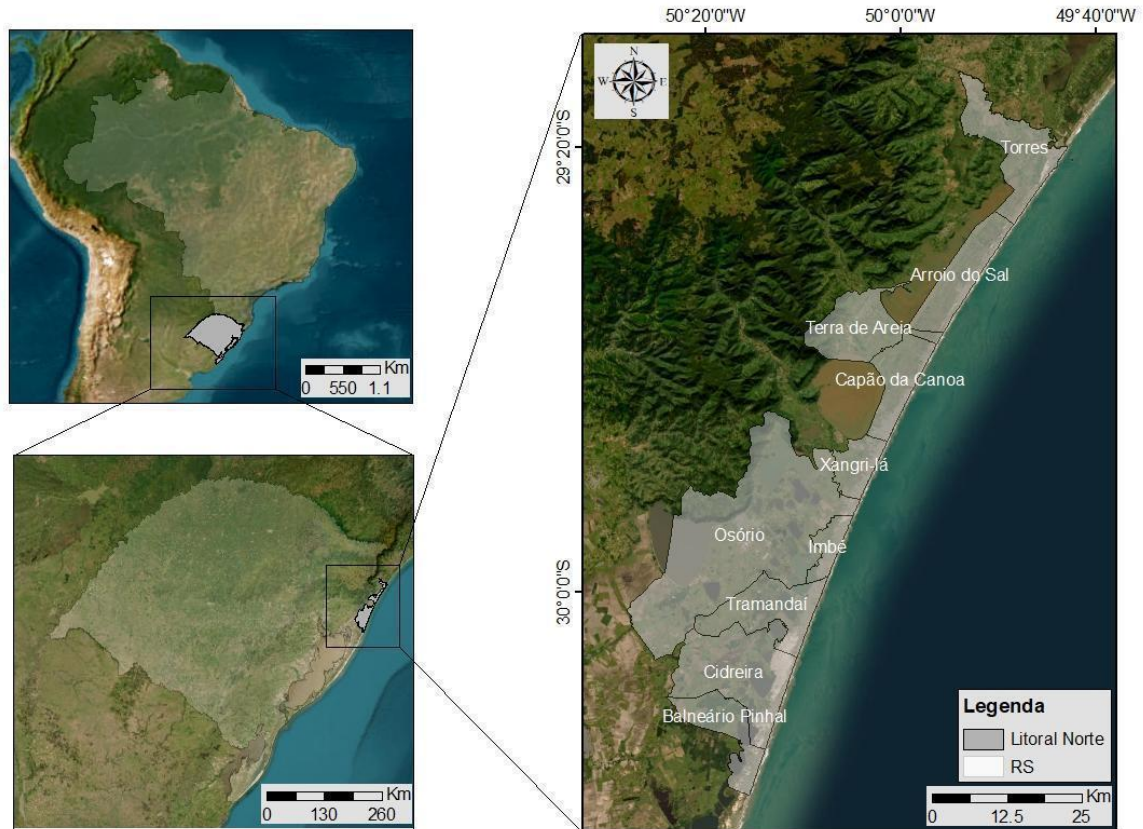 50°20'0"W 50°0'0"W 49°40'0"W
N
W E
S
29°20'0"S
Torres
Arroio do Sal
Terra de Areia
Capão da Canoa
Xangri-lá
Osório
Imbé
30°0'0"S
Tramandaí
Cidreira
Balneário Pinhal
Legenda
Litoral Norte
RS
Km
0 12.5 25
Km
0 550 1.1
Km
0 130 260